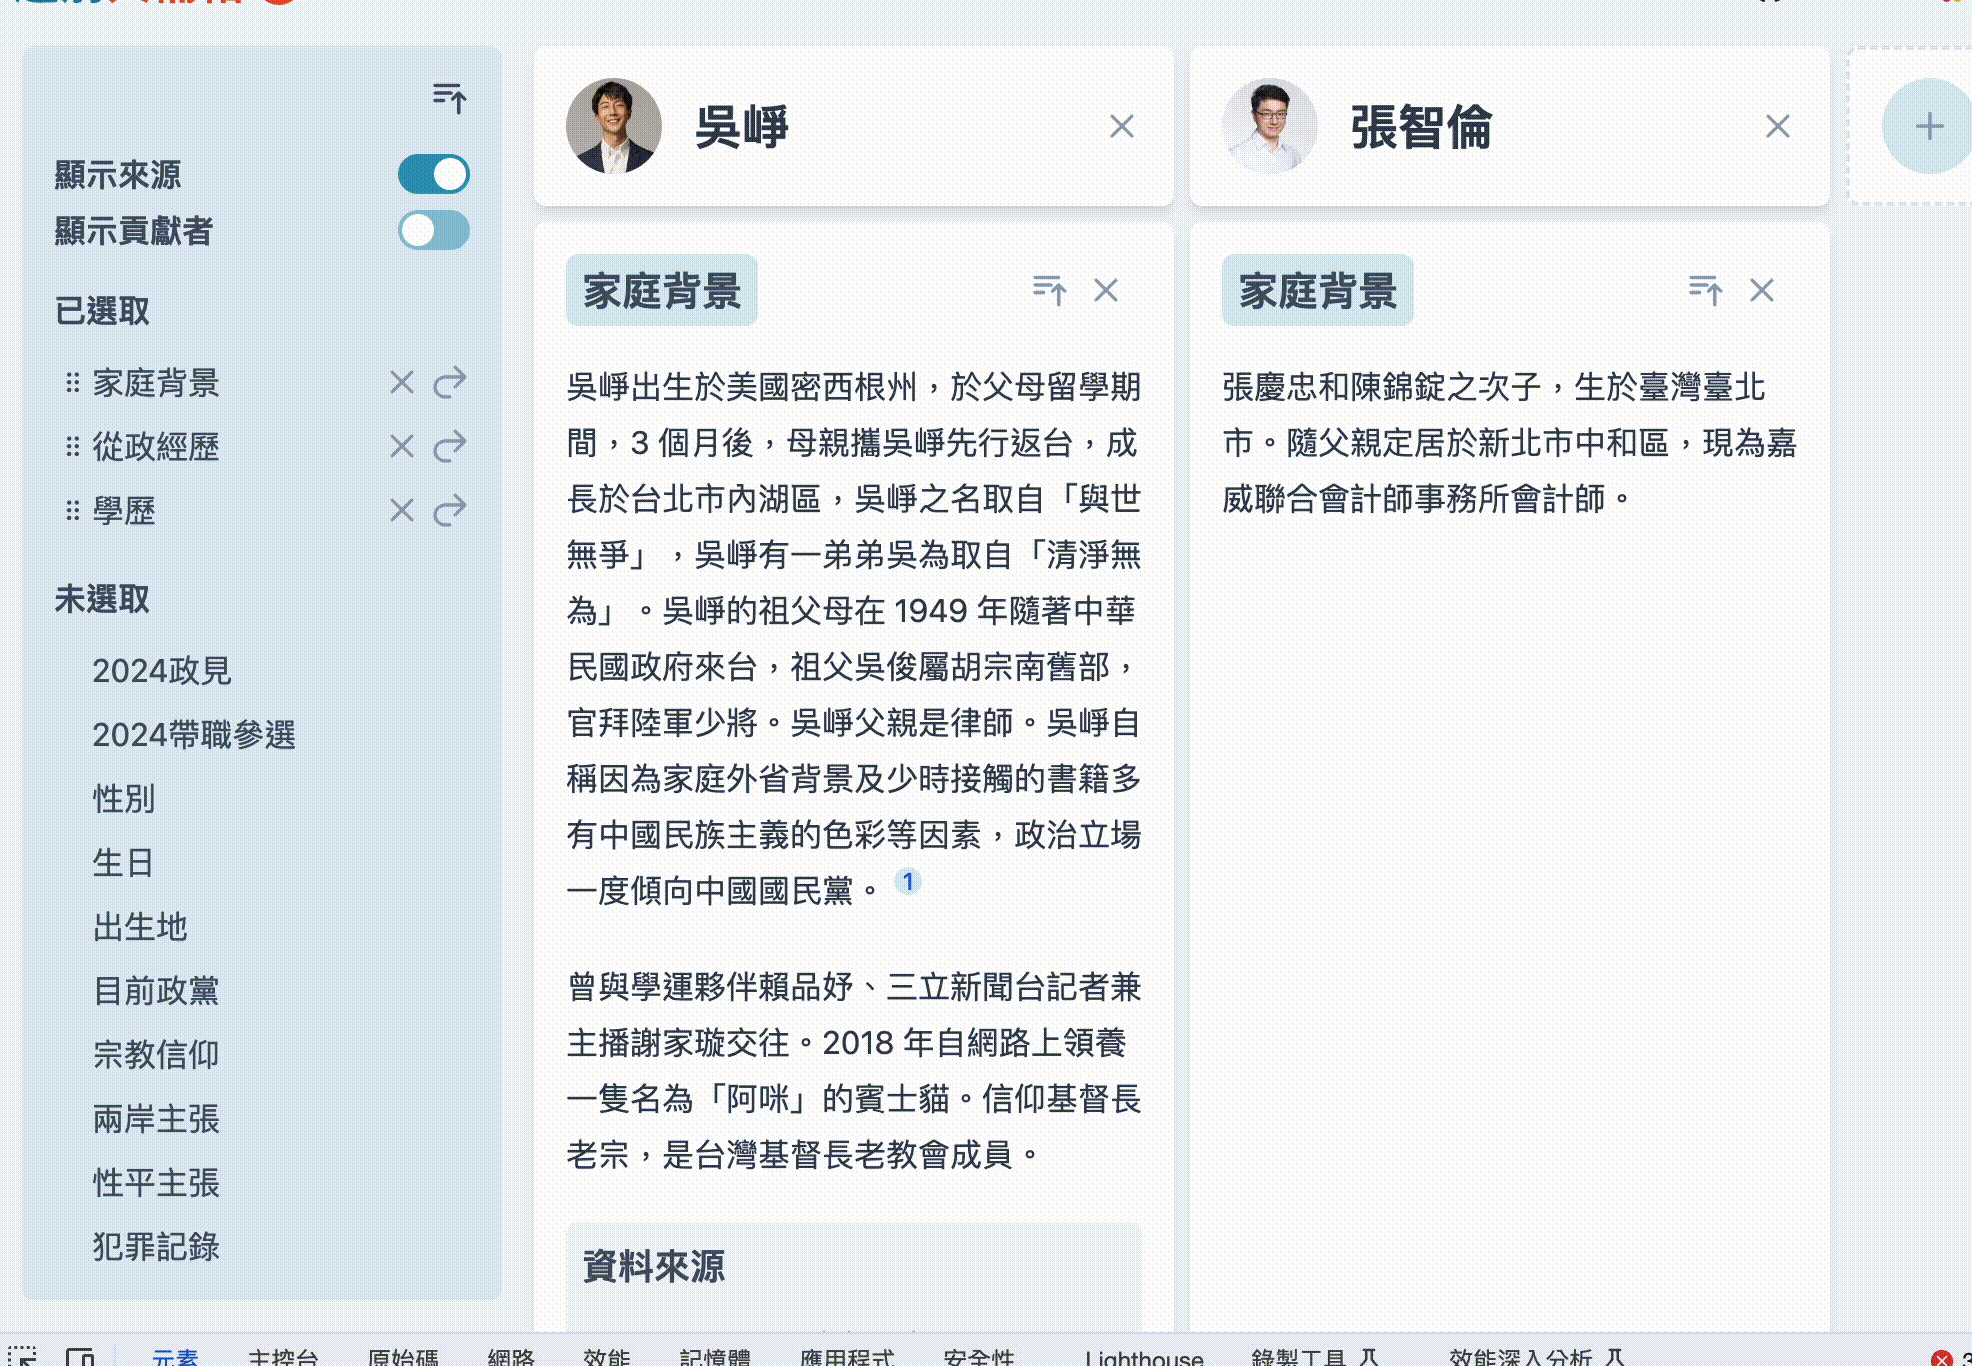 顯示來源
顯示貢獻者
已選取
家庭背景
從政經歷
學歷
未選取
2024政見
2024帶職參選
性別
生日
出生地
目前政黨
宗教信仰
兩岸主張
性平主張
犯罪記錄
吳崢
家庭背景
吳崢出生於美國密西根州，於父母留學期
間，3 個月後，母親攜吳崢先行返台，成
長於台北市內湖區，吳崢之名取自「與世
無爭」，吳崢有一弟弟吳為取自「清淨無
為」。吳崢的祖父母在 1949 年隨著中華
民國政府來台，祖父吳俊屬胡宗南舊部，
官拜陸軍少將。吳崢父親是律師。吳崢自
稱因為家庭外省背景及少時接觸的書籍多
有中國民族主義的色彩等因素，政治立場
一度傾向中國國民黨。 1
曾與學運夥伴賴品妤、三立新聞台記者兼
主播謝家璇交往。2018 年自網路上領養
一隻名為「阿咪」的賓士貓。信仰基督長
老宗，是台灣基督長老教會成員。
資料來源
張智倫
家庭背景
張慶忠和陳錦錠之次子，生於臺灣臺北
市。隨父親定居於新北市中和區，現為嘉
威聯合會計師事務所會計師。
元素 主控台 原始碼 網路 效能 記憶體 應用程式 安全性 Lighthouse 錄製工具 效能深入分析